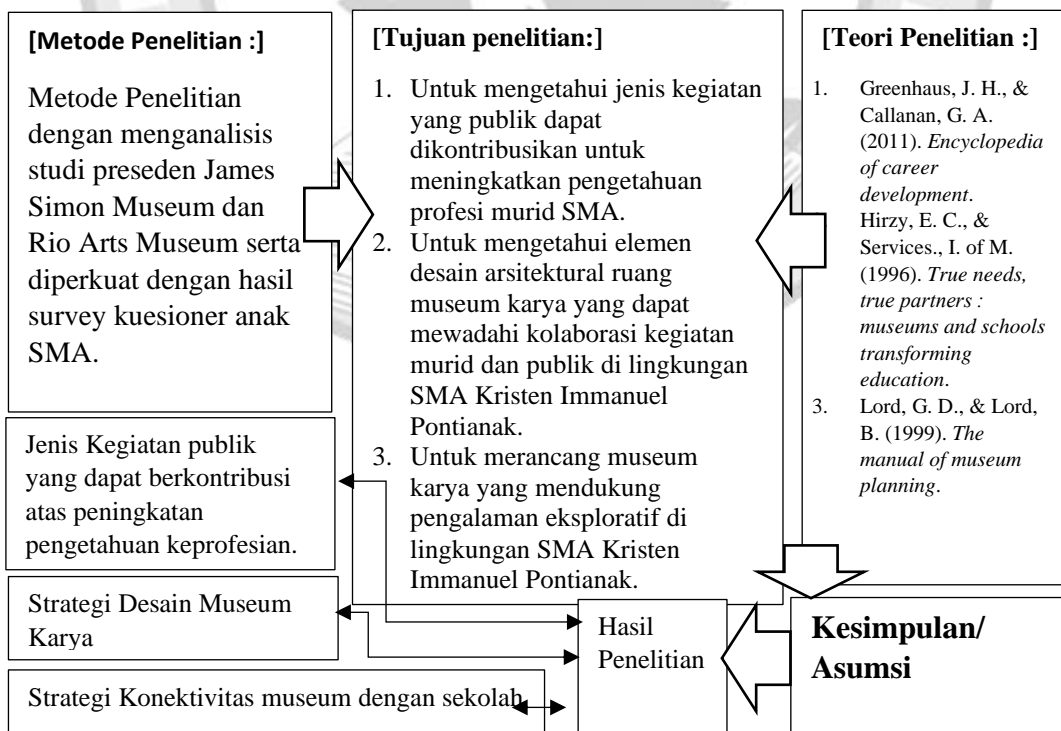 [Metode Penelitian :]
Metode Penelitian
dengan menganalisis
studi preseden James
Simon Museum dan
Rio Arts Museum serta
diperkuat dengan hasil
survey kuesioner anak
SMA.
[Tujuan penelitian:]
1. Untuk mengetahui jenis kegiatan
yang publik dapat
dikontribusikan untuk
meningkatkan pengetahuan
profesi murid SMA.
2. Untuk mengetahui elemen
desain arsitektural ruang
museum karya yang dapat
mewadahi kolaborasi kegiatan
murid dan publik di lingkungan
SMA Kristen Immanuel
Pontianak.
3. Untuk merancang museum
karya yang mendukung
pengalaman eksploratif di
lingkungan SMA Kristen
Immanuel Pontianak.
[Teori Penelitian :]
1. Greenhaus, J. H., &
Callanan, G. A.
(2011). Encyclopedia
of career
development.
Hirzy, E. C., &
Services., I. of M.
(1996). True needs,
true partners :
museums and schools
transforming
education.
3. Lord, G. D., & Lord,
B. (1999). The
manual of museum
planning.
Jenis Kegiatan publik
yang dapat berkontribusi
atas peningkatan
pengetahuan keprofesian.
Strategi Desain Museum
Karya
Strategi Konektivitas museum dengan sekolah
Hasil
Penelitian
Kesimpulan/
Asumsi